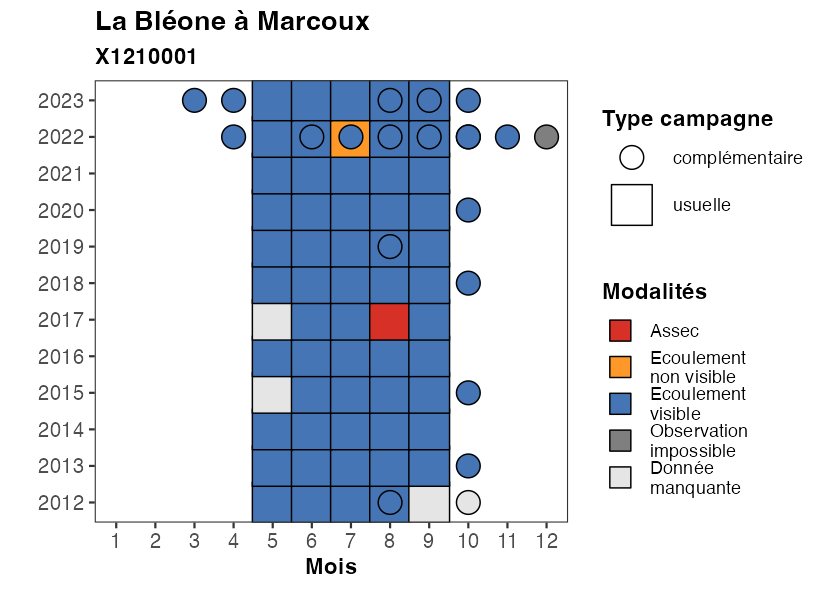 La Bléone à Marcoux
X1210001
2023
2022
2021
2020
2019
2018
2017
2016
2015
2014
2013
2012
1 2 3 4 5 6 7 8 9 10 11 12
Mois
Type campagne
complémentaire
usuelle
Modalités
Assec
Ecoulement
non visible
Ecoulement
visible
Observation
impossible
Donnée
manquante